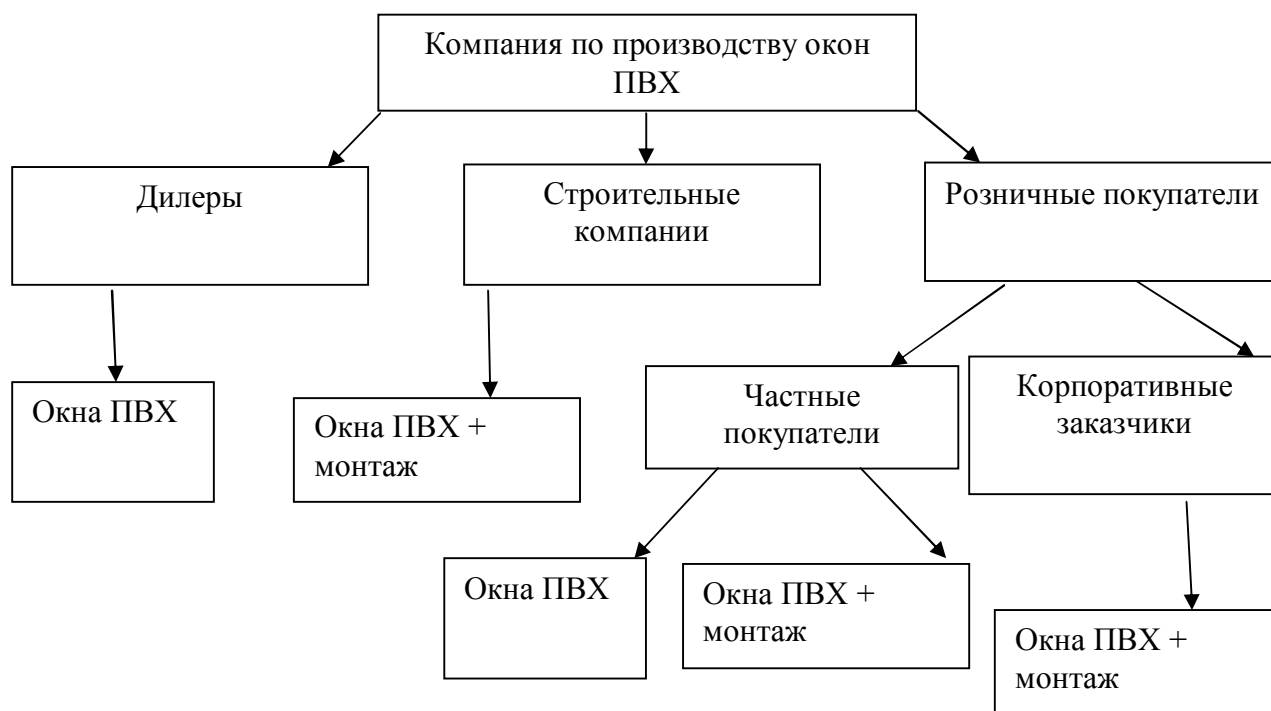 Компания по производству окон
ПВХ
Дилеры
Строительные
компании
Розничные покупатели
Окна ПВХ
Окна ПВХ +
монтаж
Частные
покупатели
Корпоративные
заказчики
Окна ПВХ
Окна ПВХ +
монтаж
Окна ПВХ +
монтаж